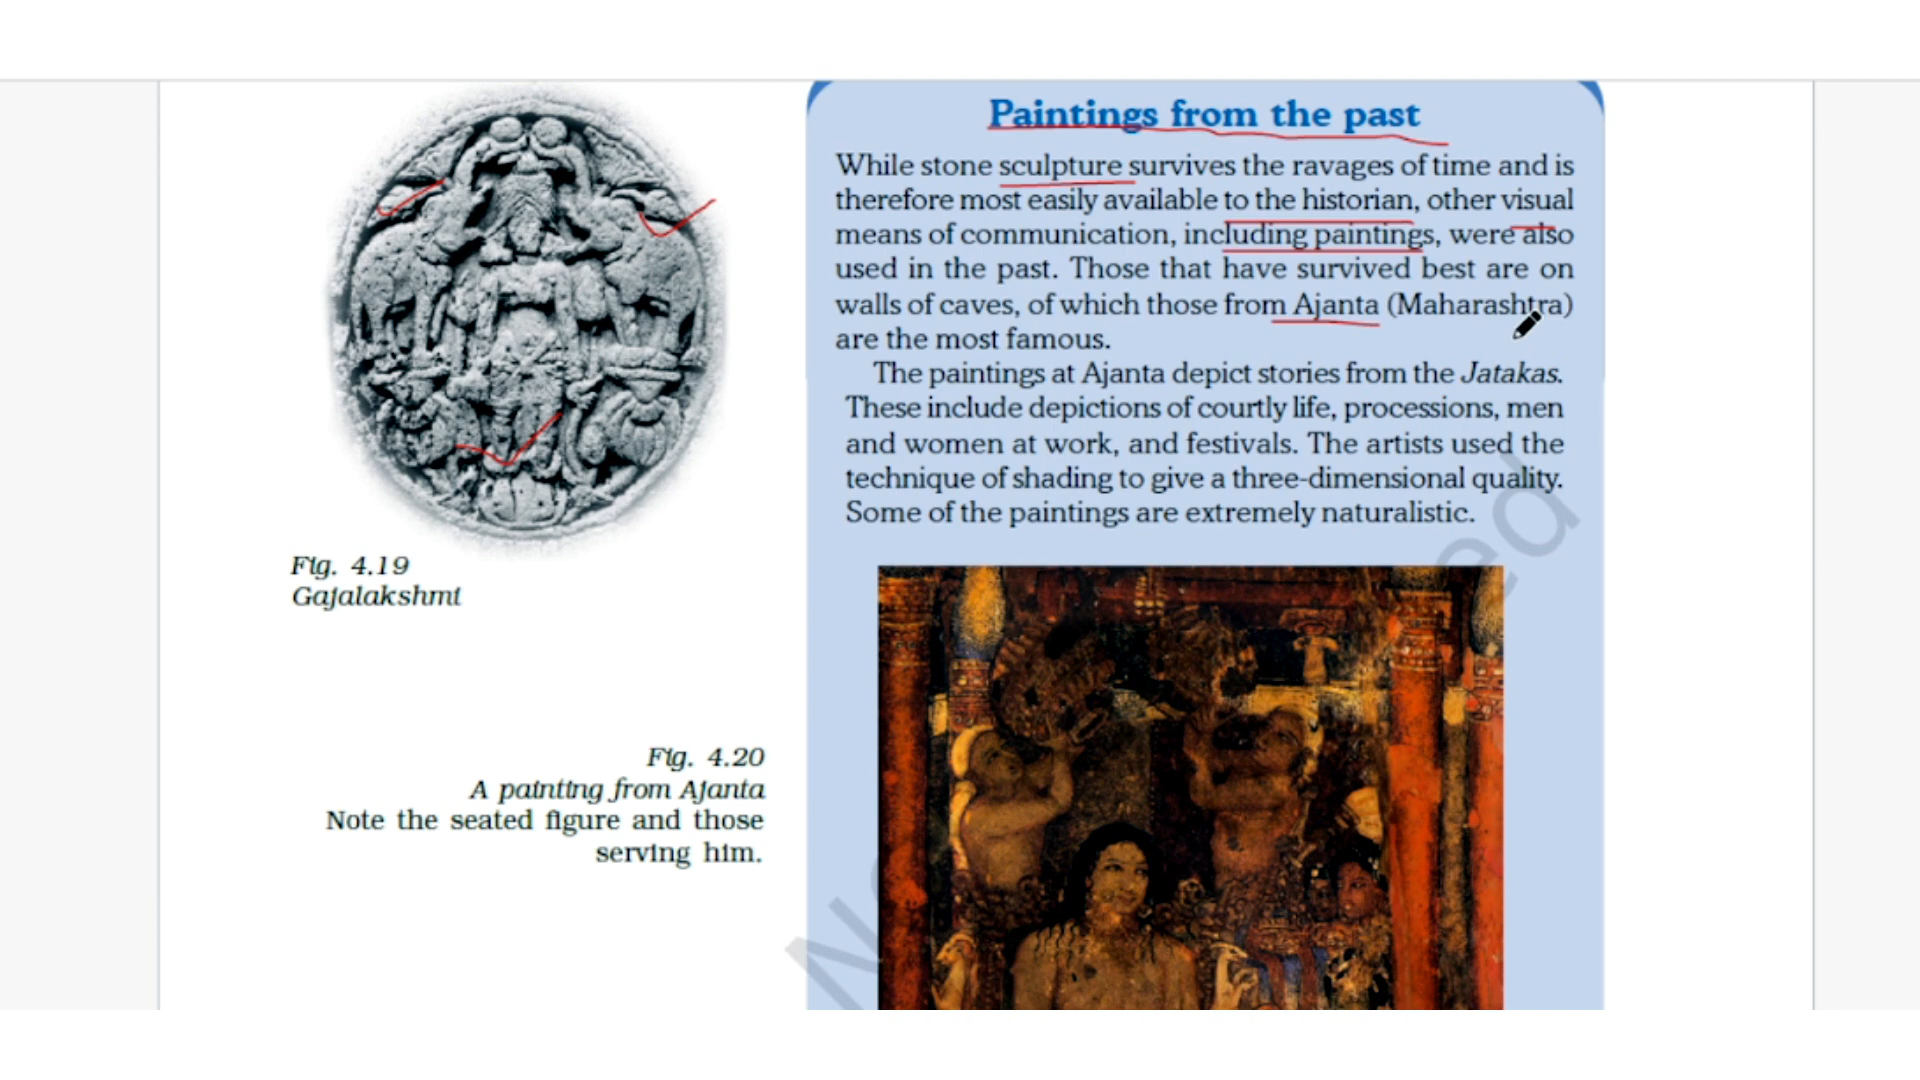 Paintings from the past
While stone sculpture survives the ravages of time and is
therefore most easily available to the historian, other visual
means of communication, including paintings, were also
used in the past. Those that have survived best are on
walls of caves, of which those from Ajanta (Maharashtra)
are the most famous.
The paintings at Ajanta depict stories from the Jatakas.
These include depictions of courtly life, processions, men
and women at work, and festivals. The artists used the
technique of shading to give a three-dimensional quality.
Some of the paintings are extremely naturalistic.
Fig. 4.19
Gajalakshmi
Fig. 4.20
A painting from Ajanta
Note the seated figure and those
serving him.